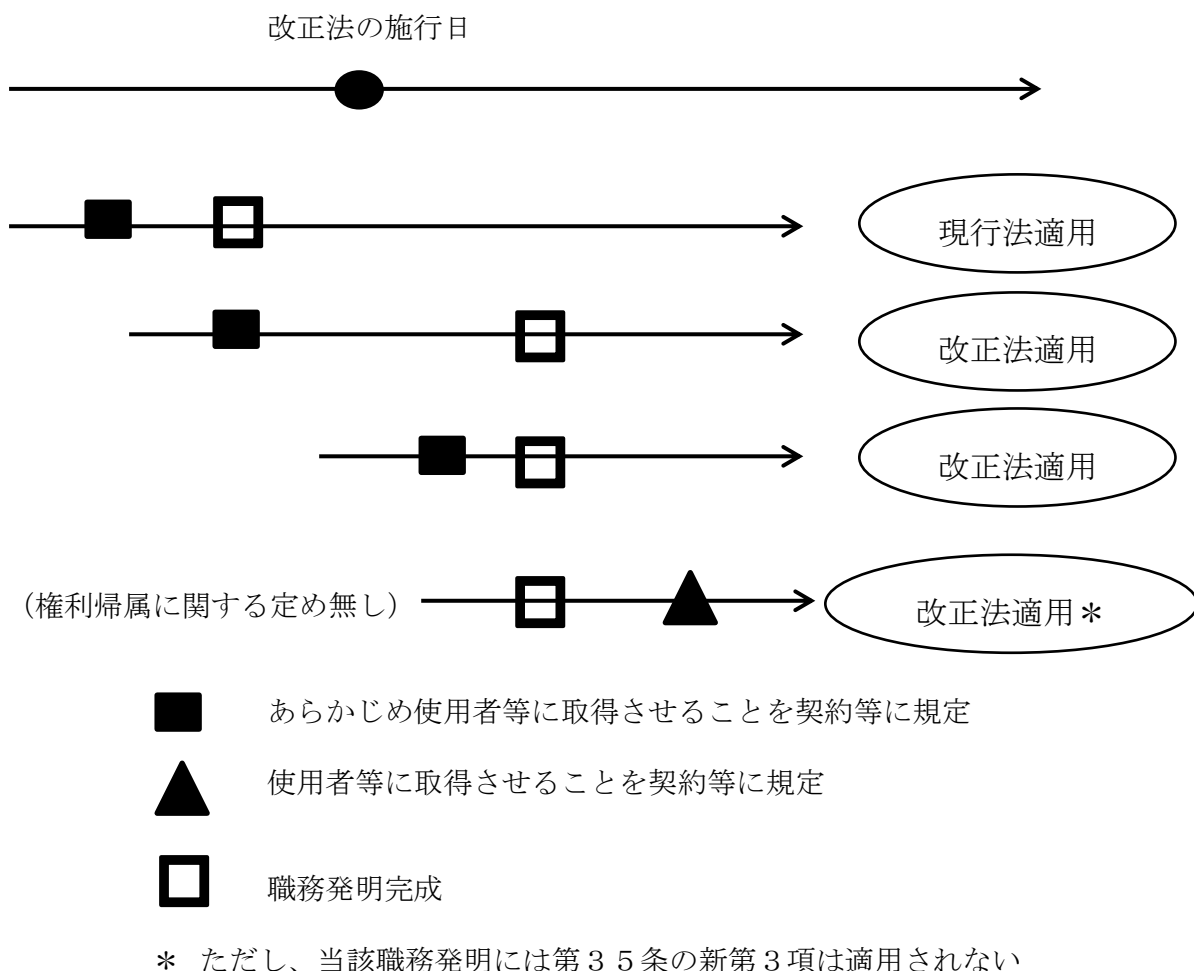 改正法の施行日
現行法適用
改正法適用
改正法適用
(権利帰属に関する定め無し)
改正法適用＊
あらかじめ使用者等に取得させることを契約等に規定
使用者等に取得させることを契約等に規定
職務発明完成
＊ ただし、当該職務発明には第３５条の新第３項は適用されない